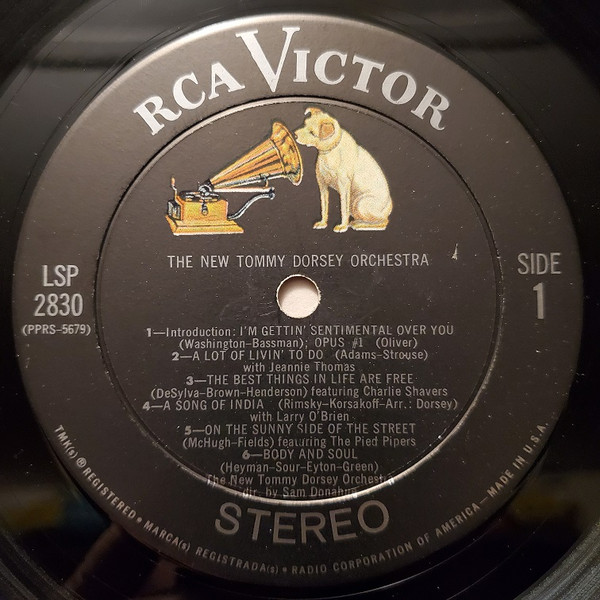 RCA VICTOR
THE NEW TOMMY DORSEY ORCHESTRA
LSP
2830
(PPRS-5679)
SIDE
1
1—Introduction: I'M GETTIN' SENTIMENTAL OVER YOU
(Washington-Bassman); OPUS #1 (Oliver)
2—A LOT OF LIVIN' TO DO (Adams-Strouse)
with Jeannie Thomas
3—THE BEST THINGS IN LIFE ARE FREE
(DeSylva-Brown-Henderson) featuring Charlie Shavers
4—A SONG OF INDIA (Rimsky-Korsakoff-Arr.: Dorsey)
with Larry O'Brien
5—ON THE SUNNY SIDE OF THE STREET
(McHugh-Fields) featuring The Pied Pipers
6—BODY AND SOUL
(Heyman-Sour-Eyton-Green)
The New Tommy Dorsey Orchestra
dir. by Sam Donahue
STEREO
TMK(s) ® REGISTERED • MARCA(s) REGISTRADA(s) • RADIO CORPORATION OF AMERICA—MADE IN U.S.A.